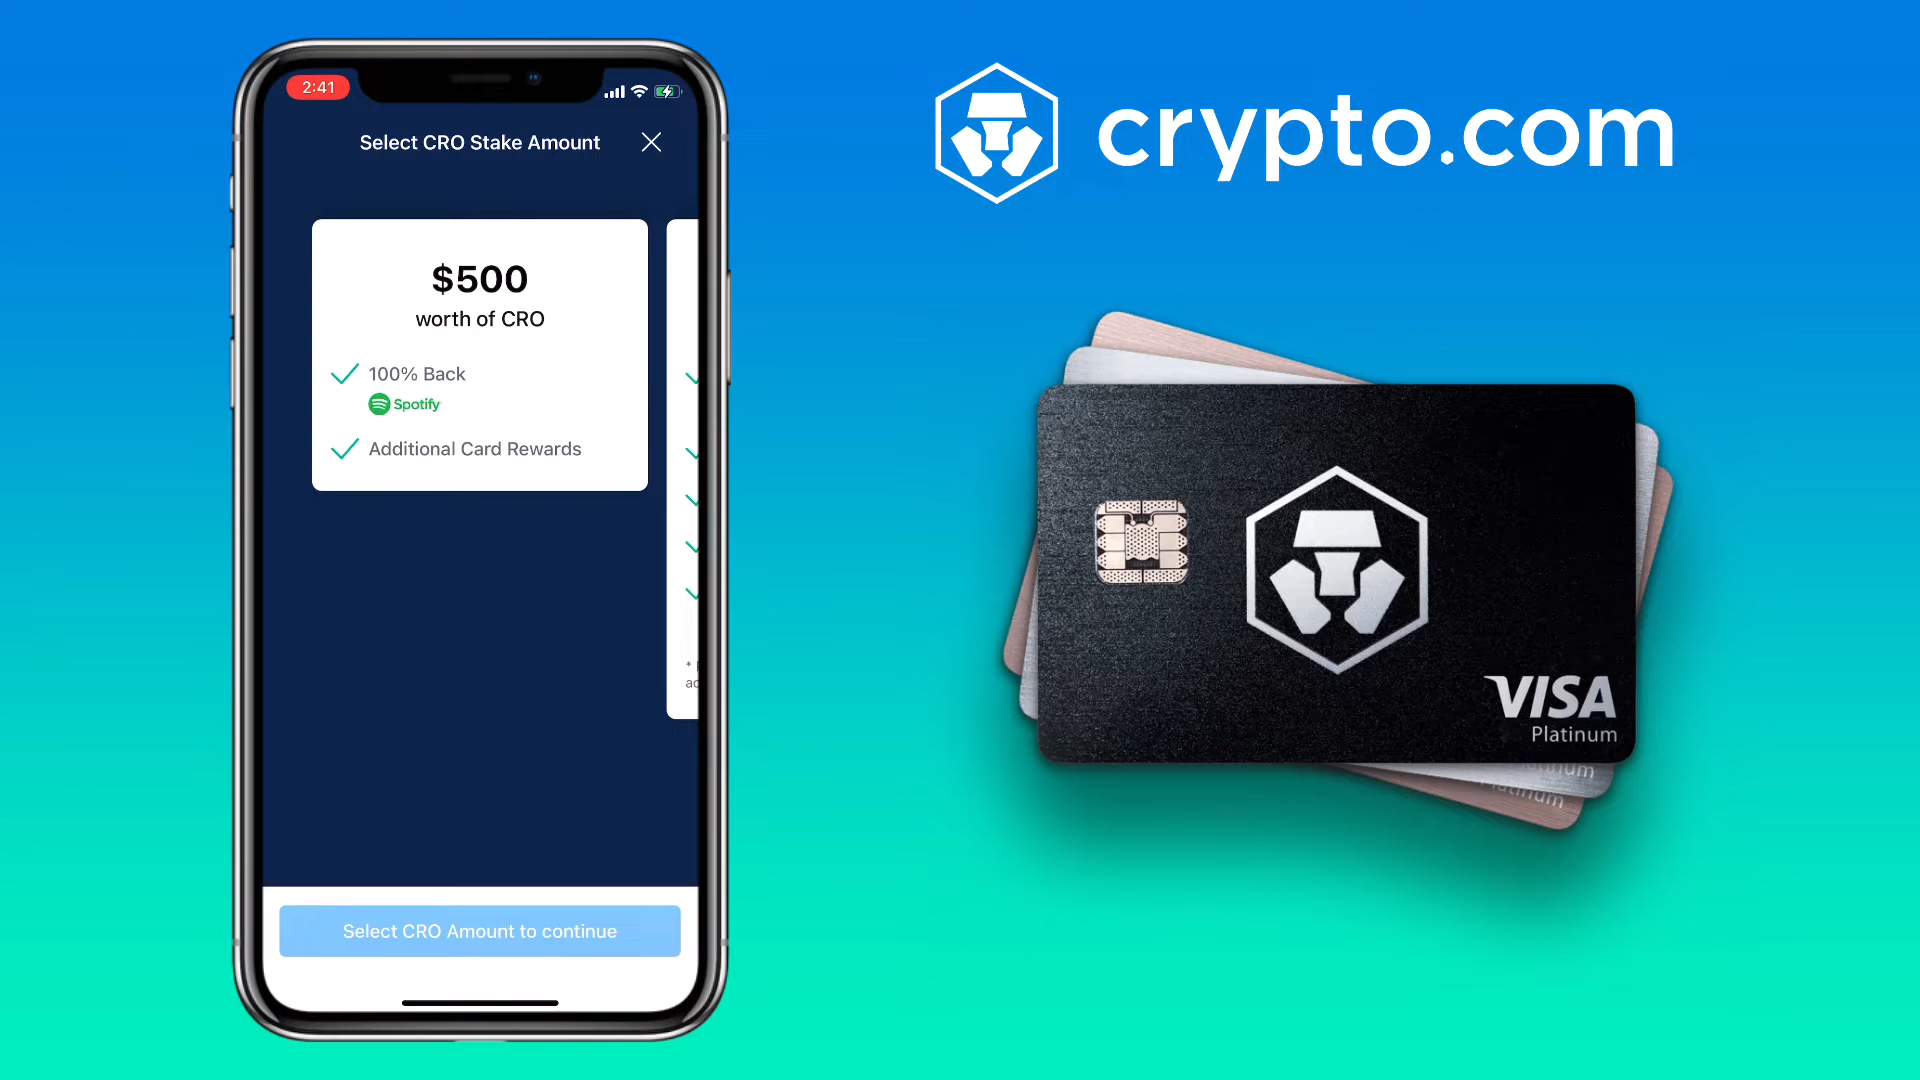 2:41
Select CRO Stake Amount
$500
worth of CRO
100% Back
Spotify
Additional Card Rewards
*
Select CRO Amount to continue
crypto.com
VISA
Platinum